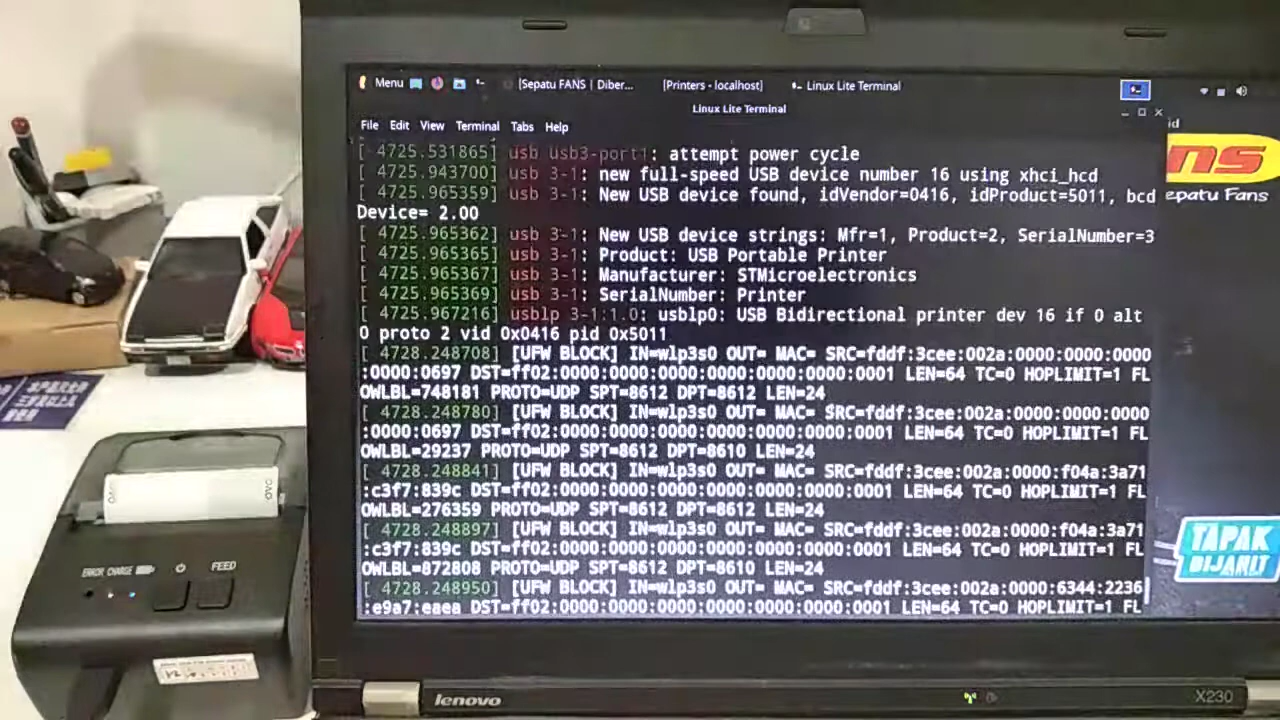 Menu
[Sepatu FANS | Diber...
[Printers - localhost]
Linux Lite Terminal
Linux Lite Terminal
File Edit View Terminal Tabs Help
[ 4725.531865] usb usb3-port1: attempt power cycle
[ 4725.943700] usb 3-1: new full-speed USB device number 16 using xhci_hcd
[ 4725.965359] usb 3-1: New USB device found, idVendor=0416, idProduct=5011, bcd
Device= 2.00
[ 4725.965362] usb 3-1: New USB device strings: Mfr=1, Product=2, SerialNumber=3
[ 4725.965365] usb 3-1: Product: USB Portable Printer
[ 4725.965367] usb 3-1: Manufacturer: STMicroelectronics
[ 4725.965369] usb 3-1: SerialNumber: Printer
[ 4725.967216] usblp 3-1:1.0: usblp0: USB Bidirectional printer dev 16 if 0 alt
0 proto 2 vid 0x0416 pid 0x5011
[ 4728.248708] [UFW BLOCK] IN=wlp3s0 OUT= MAC= SRC=fddf:3cee:002a:0000:0000:0000
:0000:0697 DST=ff02:0000:0000:0000:0000:0000:0000:0001 LEN=64 TC=0 HOPLIMIT=1 FL
OWLBL=748181 PROTO=UDP SPT=8612 DPT=8612 LEN=24
[ 4728.248780] [UFW BLOCK] IN=wlp3s0 OUT= MAC= SRC=fddf:3cee:002a:0000:0000:0000
:0000:0697 DST=ff02:0000:0000:0000:0000:0000:0000:0001 LEN=64 TC=0 HOPLIMIT=1 FL
OWLBL=29237 PROTO=UDP SPT=8612 DPT=8610 LEN=24
[ 4728.248841] [UFW BLOCK] IN=wlp3s0 OUT= MAC= SRC=fddf:3cee:002a:0000:f04a:3a71
:c3f7:839c DST=ff02:0000:0000:0000:0000:0000:0000:0001 LEN=64 TC=0 HOPLIMIT=1 FL
OWLBL=276359 PROTO=UDP SPT=8612 DPT=8612 LEN=24
[ 4728.248897] [UFW BLOCK] IN=wlp3s0 OUT= MAC= SRC=fddf:3cee:002a:0000:f04a:3a71
:c3f7:839c DST=ff02:0000:0000:0000:0000:0000:0000:0001 LEN=64 TC=0 HOPLIMIT=1 FL
OWLBL=872808 PROTO=UDP SPT=8612 DPT=8610 LEN=24
[ 4728.248950] [UFW BLOCK] IN=wlp3s0 OUT= MAC= SRC=fddf:3cee:002a:0000:6344:2236
:e9a7:eaea DST=ff02:0000:0000:0000:0000:0000:0000:0001 LEN=64 TC=0 HOPLIMIT=1 FL
id
ns
epatu Fans
TAPAK
DIJARIT
ERROR CHARGE
FEED
lenovo
X230